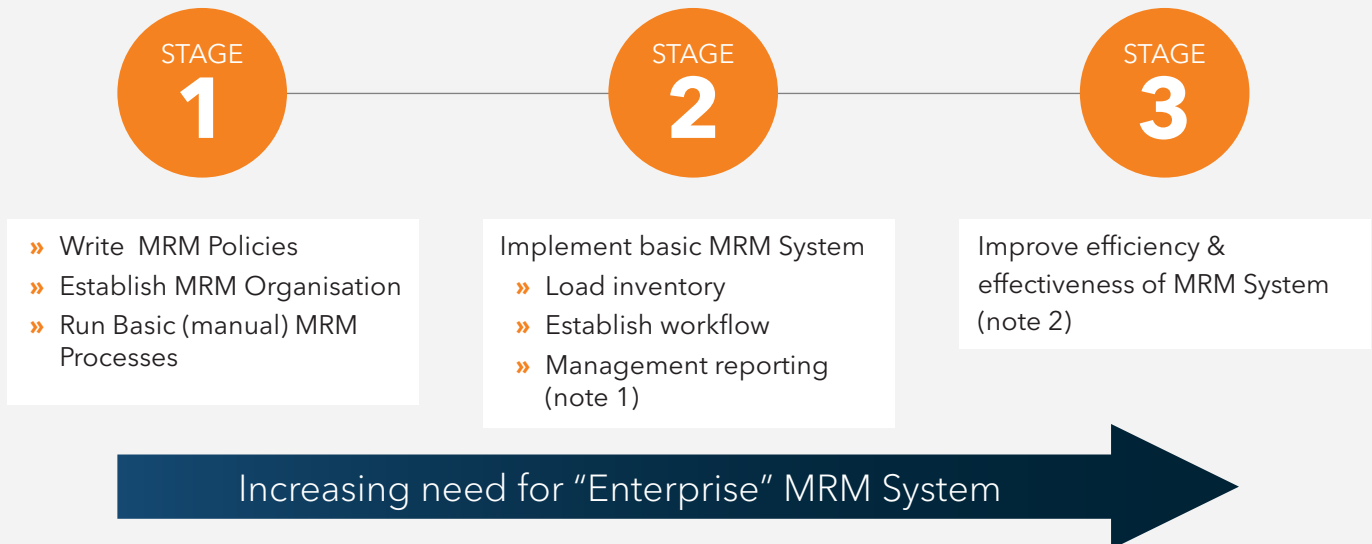 STAGE
1
STAGE
2
STAGE
3
» Write MRM Policies
» Establish MRM Organisation
» Run Basic (manual) MRM
Processes
Implement basic MRM System
» Load inventory
» Establish workflow
» Management reporting
(note 1)
Improve efficiency &
effectiveness of MRM System
(note 2)
Increasing need for “Enterprise” MRM System